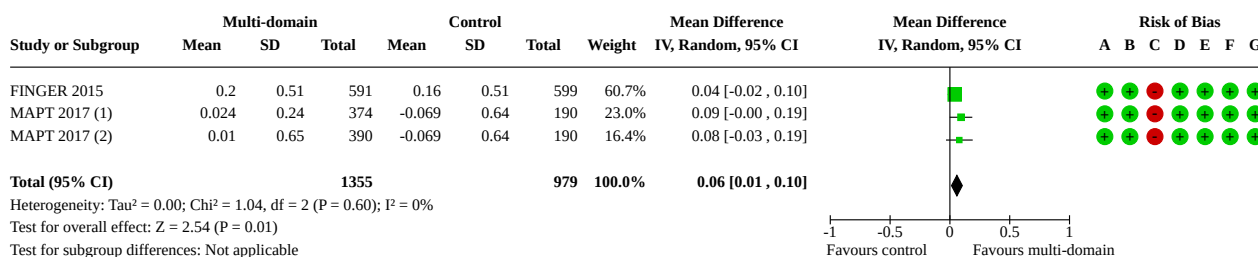 Multi-domain Control Mean Difference Mean Difference Risk of Bias
Study or Subgroup Mean SD Total Mean SD Total Weight IV, Random, 95% CI IV, Random, 95% CI A B C D E F G
FINGER 2015 0.2 0.51 591 0.16 0.51 599 60.7% 0.04 [-0.02 , 0.10] + + - + + + +
MAPT 2017 (1) 0.024 0.24 374 -0.069 0.64 190 23.0% 0.09 [-0.00 , 0.19] + + - + + + +
MAPT 2017 (2) 0.01 0.65 390 -0.069 0.64 190 16.4% 0.08 [-0.03 , 0.19] + + - + + + +
Total (95% CI) 1355 979 100.0% 0.06 [0.01 , 0.10]
Heterogeneity: Tau² = 0.00; Chi² = 1.04, df = 2 (P = 0.60); I² = 0%
Test for overall effect: Z = 2.54 (P = 0.01) -1 -0.5 0 0.5 1
Test for subgroup differences: Not applicable Favours control Favours multi-domain